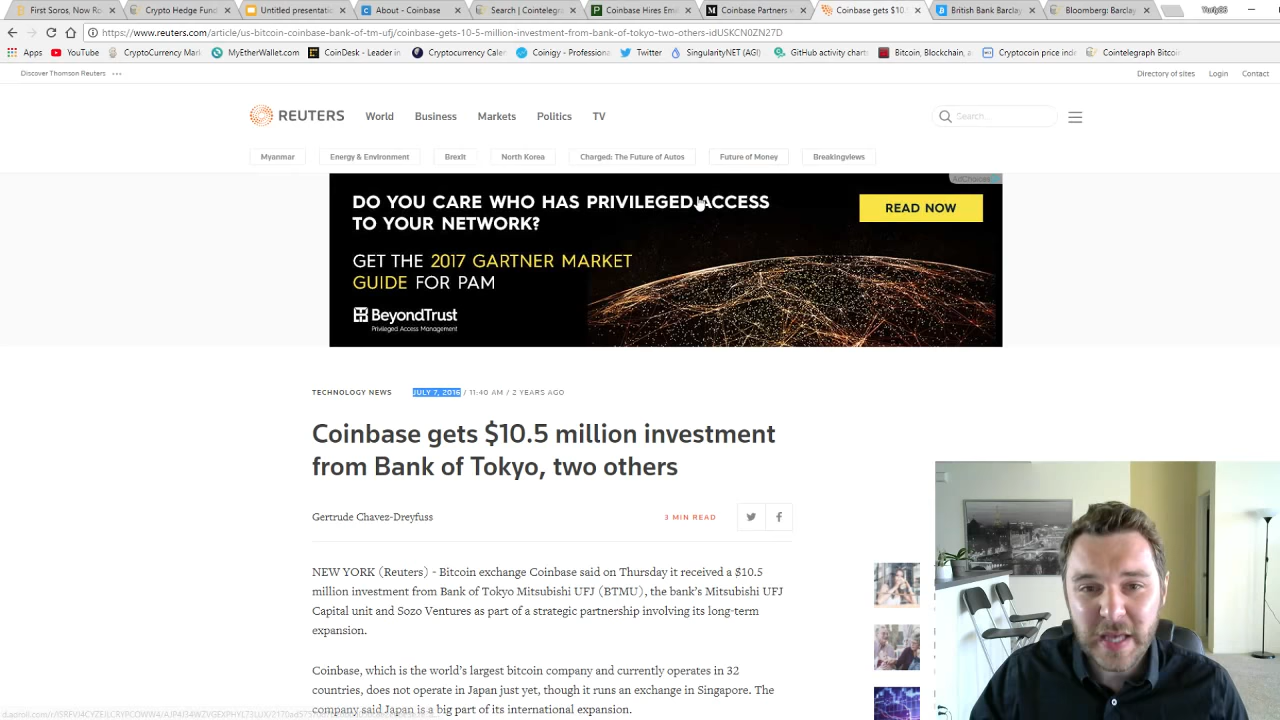 First Soros, Now Ro
Crypto Hedge Fund
Untitled presentatio
About - Coinbase
Search | Cointelegra
Coinbase Hires Em
Coinbase Partners
Coinbase gets $10.5
British Bank Barclay
Bloomberg: Barclay
https://www.reuters.com/article/us-bitcoin-coinbase-bank-of-tm-ufj/coinbase-gets-10-5-million-investment-from-bank-of-tokyo-two-others-idUSKCN0ZN27D
Apps YouTube CryptoCurrency Mark MyEtherWallet CoinDesk - Leader in CryptoCurrency Mark Coinigy - Professiona Twitter SingularityNET (AGI) GitHub activity charts Bitcoin, Blockchain, a Cryptocoin price inde Cointelegraph Bitcoi
Discover Thomson Reuters ••• Directory of sites Login Contact
REUTERS World Business Markets Politics TV Search...
Myanmar Energy & Environment Brexit North Korea Charged: The Future of Autos Future of Money Breakingviews
AdChoices
DO YOU CARE WHO HAS PRIVILEGED ACCESS
TO YOUR NETWORK?
READ NOW
GET THE 2017 GARTNER MARKET
GUIDE FOR PAM
BeyondTrust
Privileged Access Management
TECHNOLOGY NEWS JULY 7, 2016 / 11:40 AM / 2 YEARS AGO
Coinbase gets $10.5 million investment
from Bank of Tokyo, two others
Gertrude Chavez-Dreyfuss 3 MIN READ
NEW YORK (Reuters) - Bitcoin exchange Coinbase said on Thursday it received a $10.5
million investment from Bank of Tokyo Mitsubishi UFJ (BTMU), the bank's Mitsubishi UFJ
Capital unit and Sozo Ventures as part of a strategic partnership involving its long-term
expansion.
Coinbase, which is the world's largest bitcoin company and currently operates in 32
countries, does not operate in Japan just yet, though it runs an exchange in Singapore. The
company said Japan is a big part of its international expansion.